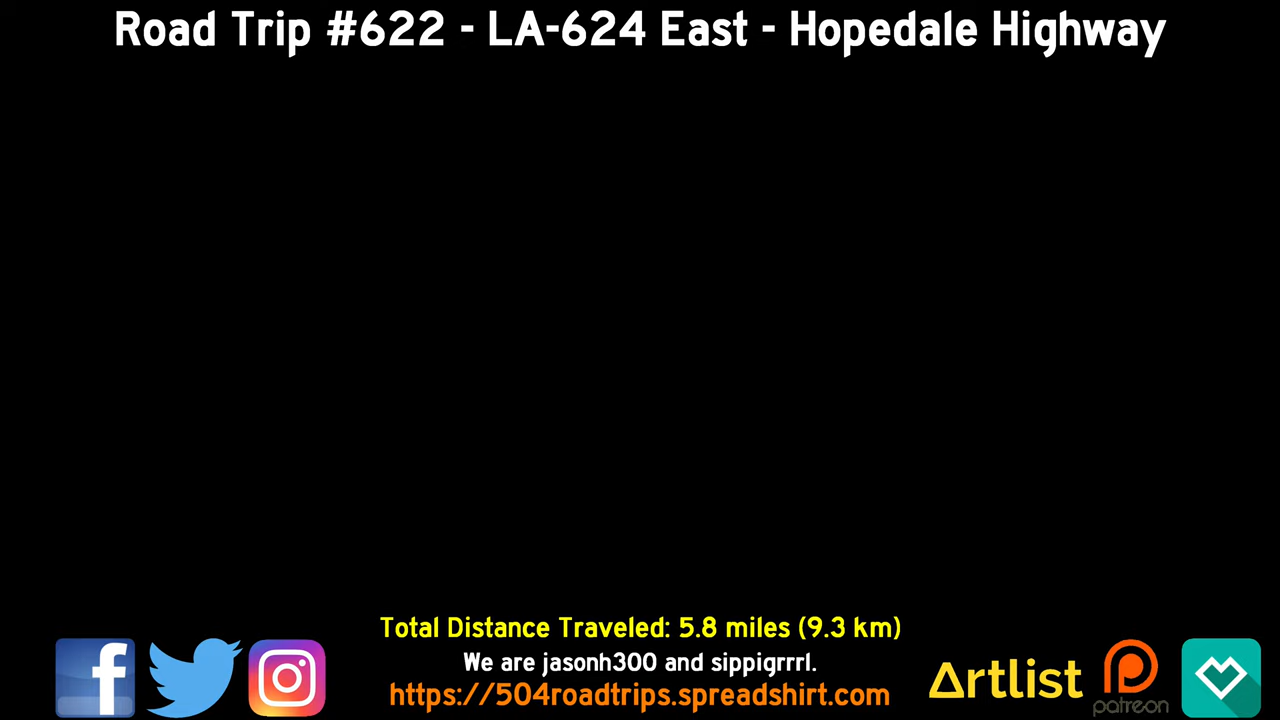 Road Trip #622 - LA-624 East - Hopedale Highway
Total Distance Traveled: 5.8 miles (9.3 km)
We are jasonh300 and sippigrrrl.
https://504roadtrips.spreadshirt.com
Artlist
patreon